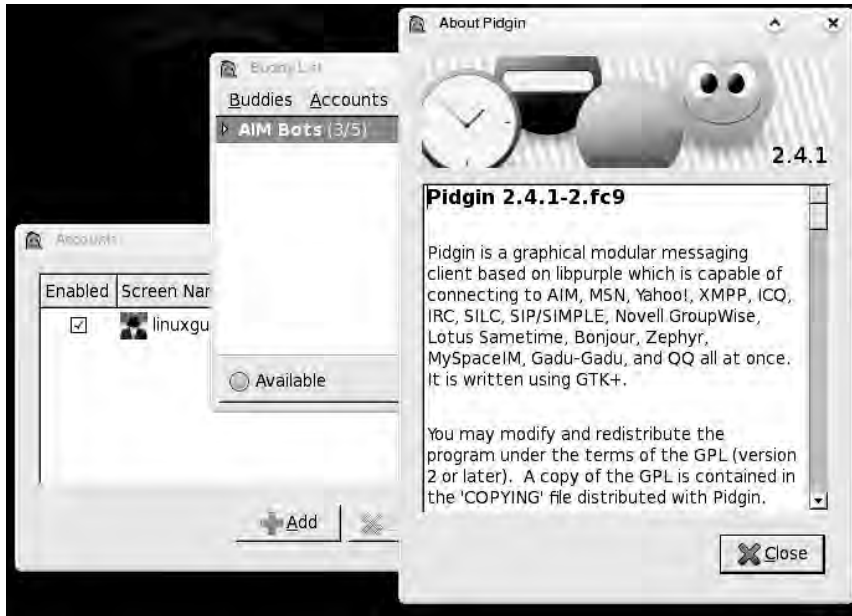 About Pidgin
2.4.1
Pidgin 2.4.1-2.fc9
Pidgin is a graphical modular messaging
client based on libpurple which is capable of
connecting to AIM, MSN, Yahoo!, XMPP, ICQ,
IRC, SILC, SIP/SIMPLE, Novell GroupWise,
Lotus Sametime, Bonjour, Zephyr,
MySpaceIM, Gadu-Gadu, and QQ all at once.
It is written using GTK+.
You may modify and redistribute the
program under the terms of the GPL (version
2 or later). A copy of the GPL is contained in
the 'COPYING' file distributed with Pidgin.
Close
Buddy List
Buddies Accounts
AIM Bots (3/5)
Available
Accounts
Enabled Screen Nar
linuxgu
Add